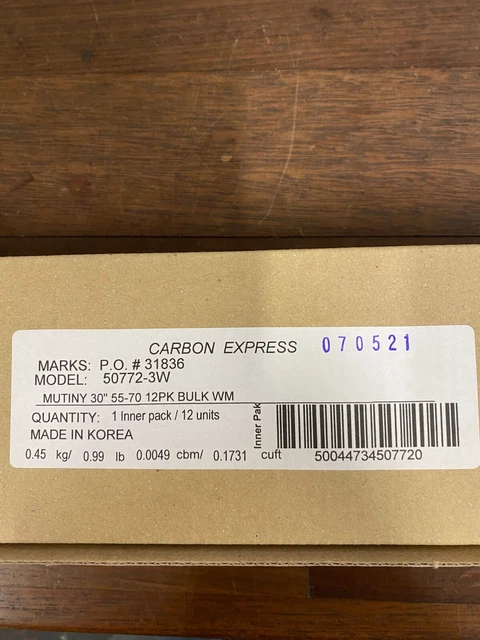 CARBON EXPRESS 070521
MARKS: P.O. # 31836
MODEL: 50772-3W
MUTINY 30" 55-70 12PK BULK WM
QUANTITY: 1 Inner pack / 12 units
Inner Pak
MADE IN KOREA
0.45 kg/ 0.99 lb 0.0049 cbm/ 0.1731 cuft
50044734507720